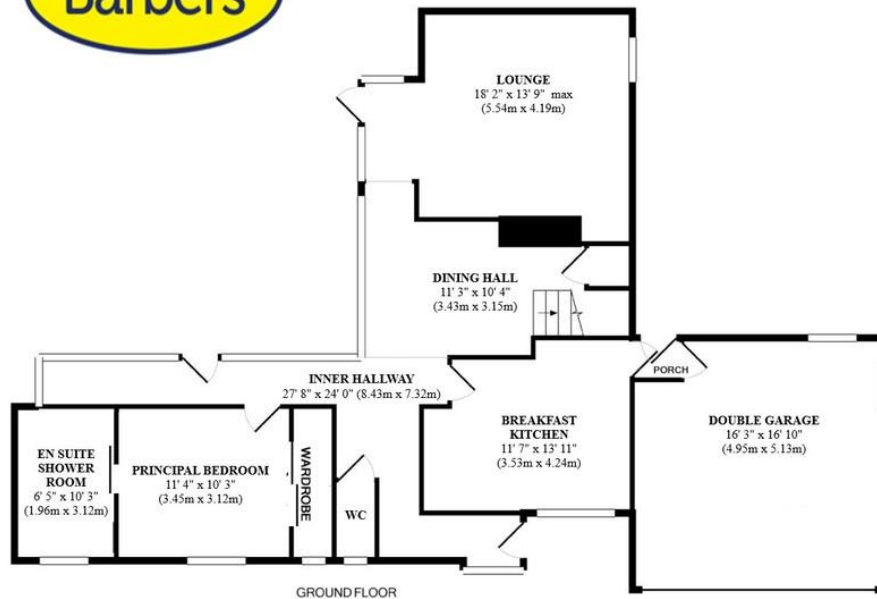 Barbers
LOUNGE
18' 2" x 13' 9" max
(5.54m x 4.19m)
DINING HALL
11' 3" x 10' 4"
(3.43m x 3.15m)
INNER HALLWAY
27' 8" x 24' 0" (8.43m x 7.32m)
PORCH
BREAKFAST
KITCHEN
11' 7" x 13' 11"
(3.53m x 4.24m)
DOUBLE GARAGE
16' 3" x 16' 10"
(4.95m x 5.13m)
EN SUITE
SHOWER
ROOM
6' 5" x 10' 3"
(1.96m x 3.12m)
PRINCIPAL BEDROOM
11' 4" x 10' 3"
(3.45m x 3.12m)
WARDROBE
WC
GROUND FLOOR